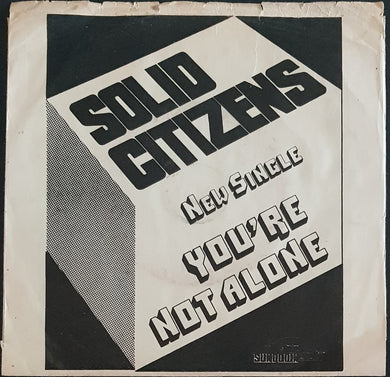 SOLID
CITIZENS
NEW SINGLE
YOU'RE
NOT ALONE